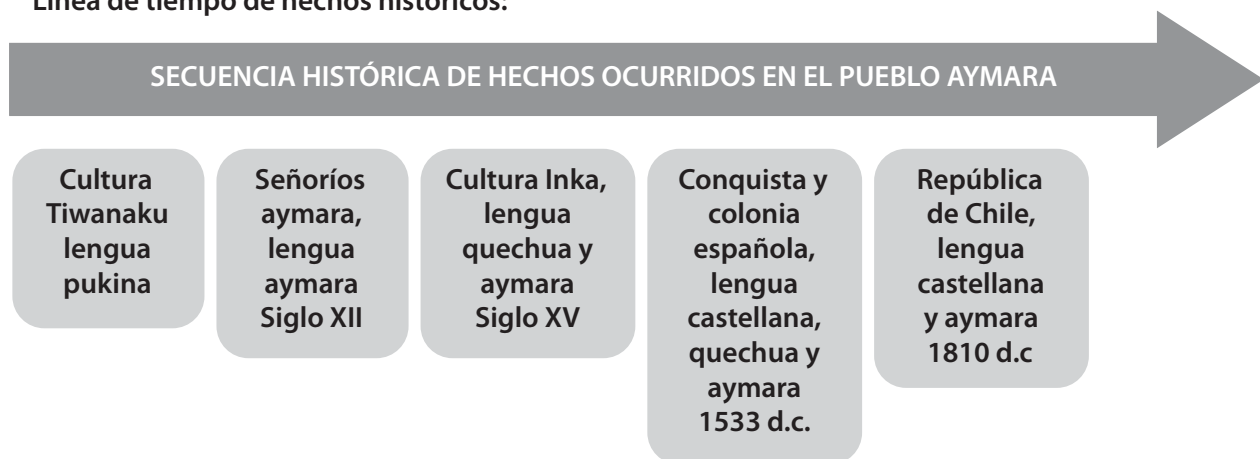 Línea de tiempo de hechos históricos:
SECUENCIA HISTÓRICA DE HECHOS OCURRIDOS EN EL PUEBLO AYMARA
Cultura
Tiwanaku
lengua
pukina
Señoríos
aymara,
lengua
aymara
Siglo XII
Cultura Inka,
lengua
quechua y
aymara
Siglo XV
Conquista y
colonia
española,
lengua
castellana,
quechua y
aymara
1533 d.c.
República
de Chile,
lengua
castellana
y aymara
1810 d.c